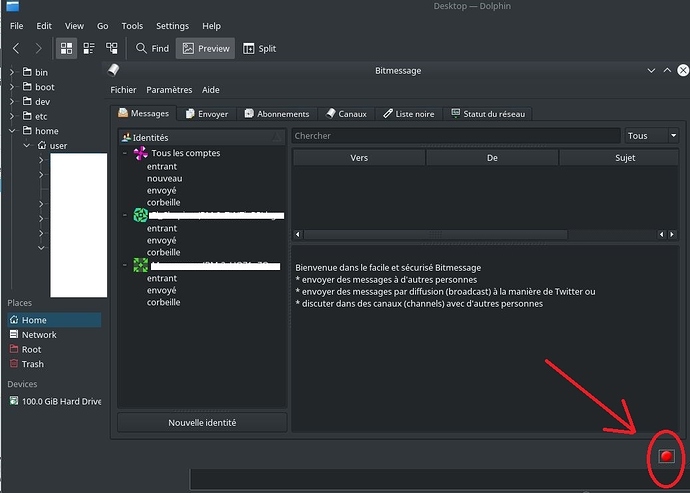 Desktop — Dolphin
File Edit View Go Tools Settings Help
Find Preview Split
bin
boot
dev
etc
home
user
Places
Home
Network
Root
Trash
Devices
100.0 GiB Hard Drive
Bitmessage
Fichier Paramètres Aide
Messages Envoyer Abonnements Canaux Liste noire Statut du réseau
Identités
Tous les comptes
entrant
nouveau
envoyé
corbeille
entrant
envoyé
corbeille
entrant
envoyé
corbeille
Nouvelle identité
Chercher Tous
Vers De Sujet
Bienvenue dans le facile et sécurisé Bitmessage
* envoyer des messages à d'autres personnes
* envoyer des messages par diffusion (broadcast) à la manière de Twitter ou
* discuter dans des canaux (channels) avec d'autres personnes